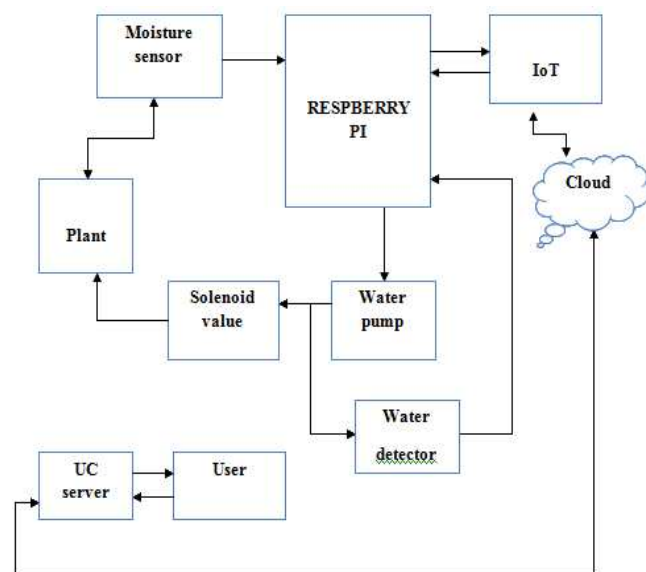 Moisture
sensor
RESPBERRY
PI
IoT
Cloud
Plant
Solenoid
value
Water
pump
Water
detector
UC
server
User